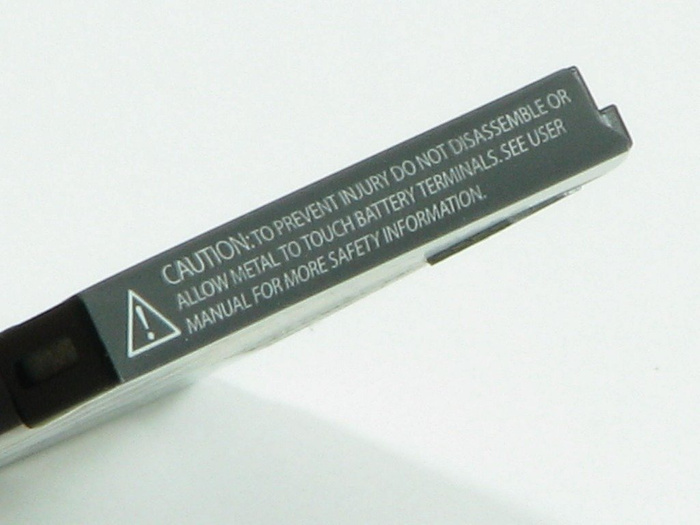 CAUTION: TO PREVENT INJURY DO NOT DISASSEMBLE OR
ALLOW METAL TO TOUCH BATTERY TERMINALS. SEE USER
MANUAL FOR MORE SAFETY INFORMATION.